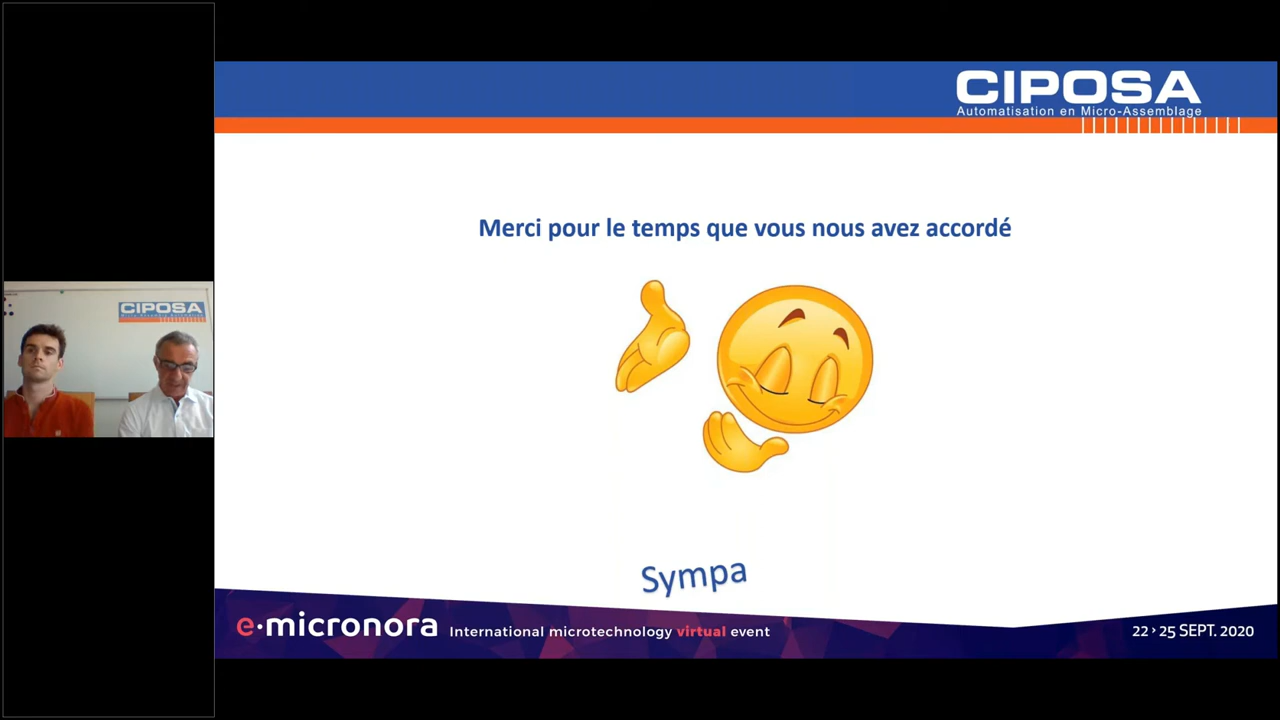 CIPOSA
Automatisation en Micro-Assemblage
Merci pour le temps que vous nous avez accordé
CIPOSA
Sympa
e·micronora International microtechnology virtual event
22 › 25 SEPT. 2020